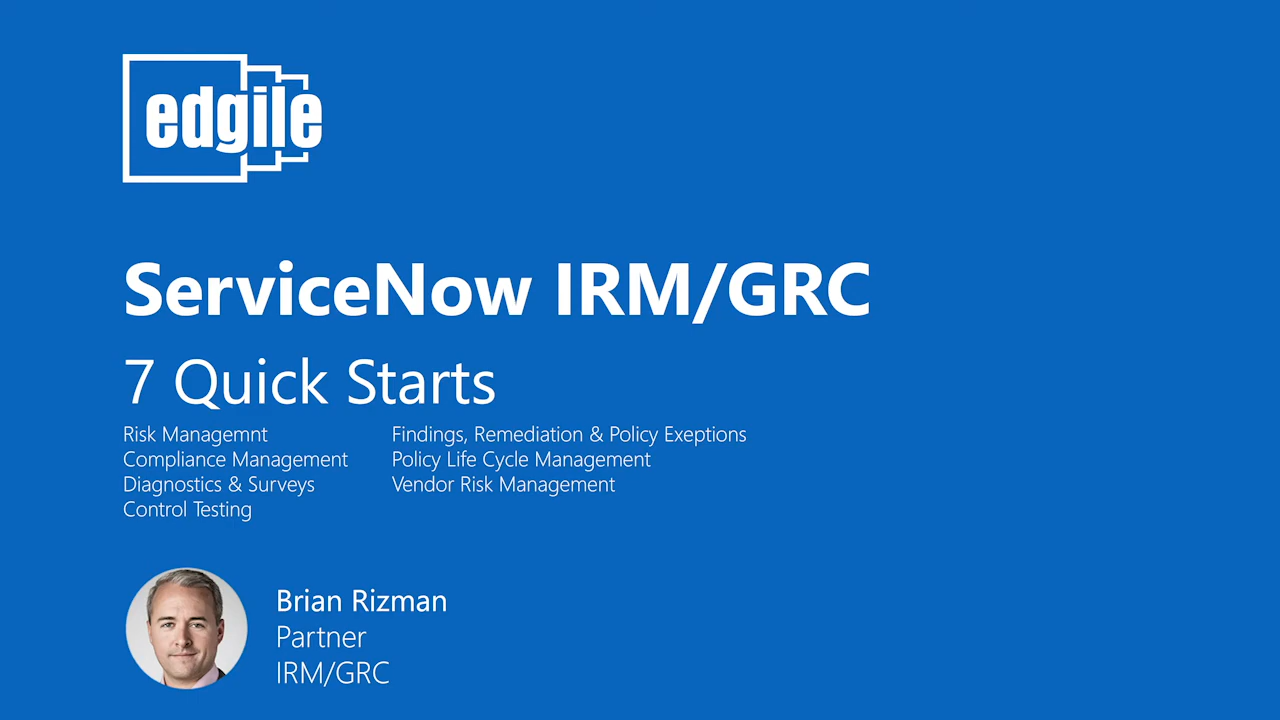 edgile
ServiceNow IRM/GRC
7 Quick Starts
Risk Managemnt
Compliance Management
Diagnostics & Surveys
Control Testing
Findings, Remediation & Policy Exeptions
Policy Life Cycle Management
Vendor Risk Management
Brian Rizman
Partner
IRM/GRC